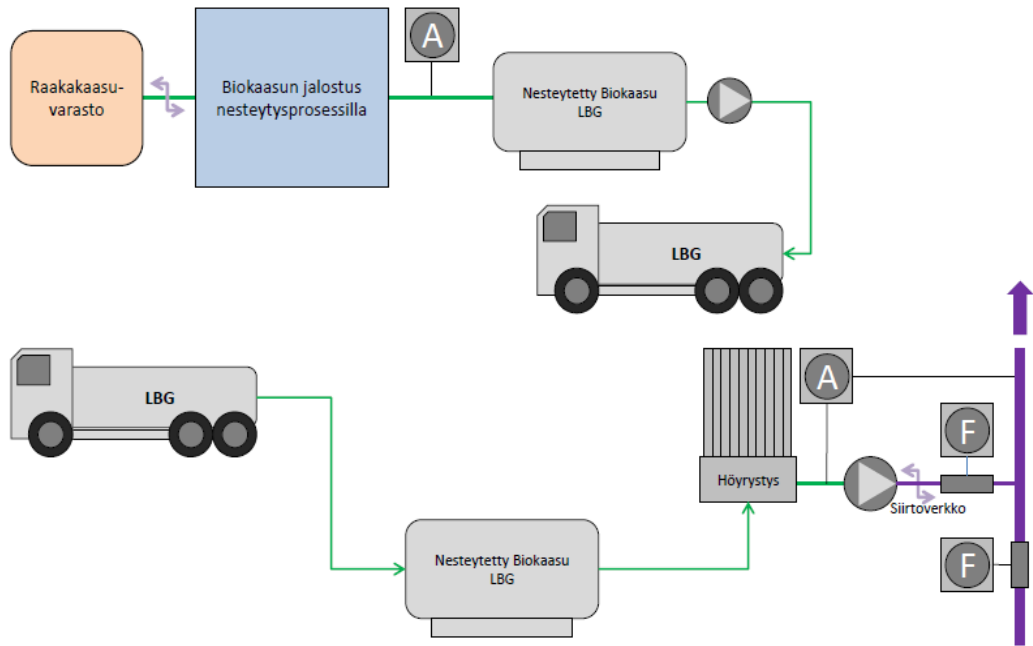 Raakakaasu-
varasto
Biokaasun jalostus
nesteytysprosessilla
A
Nesteytetty Biokaasu
LBG
LBG
LBG
A
F
Höyrystys
Siirtoverkko
Nesteytetty Biokaasu
LBG
F